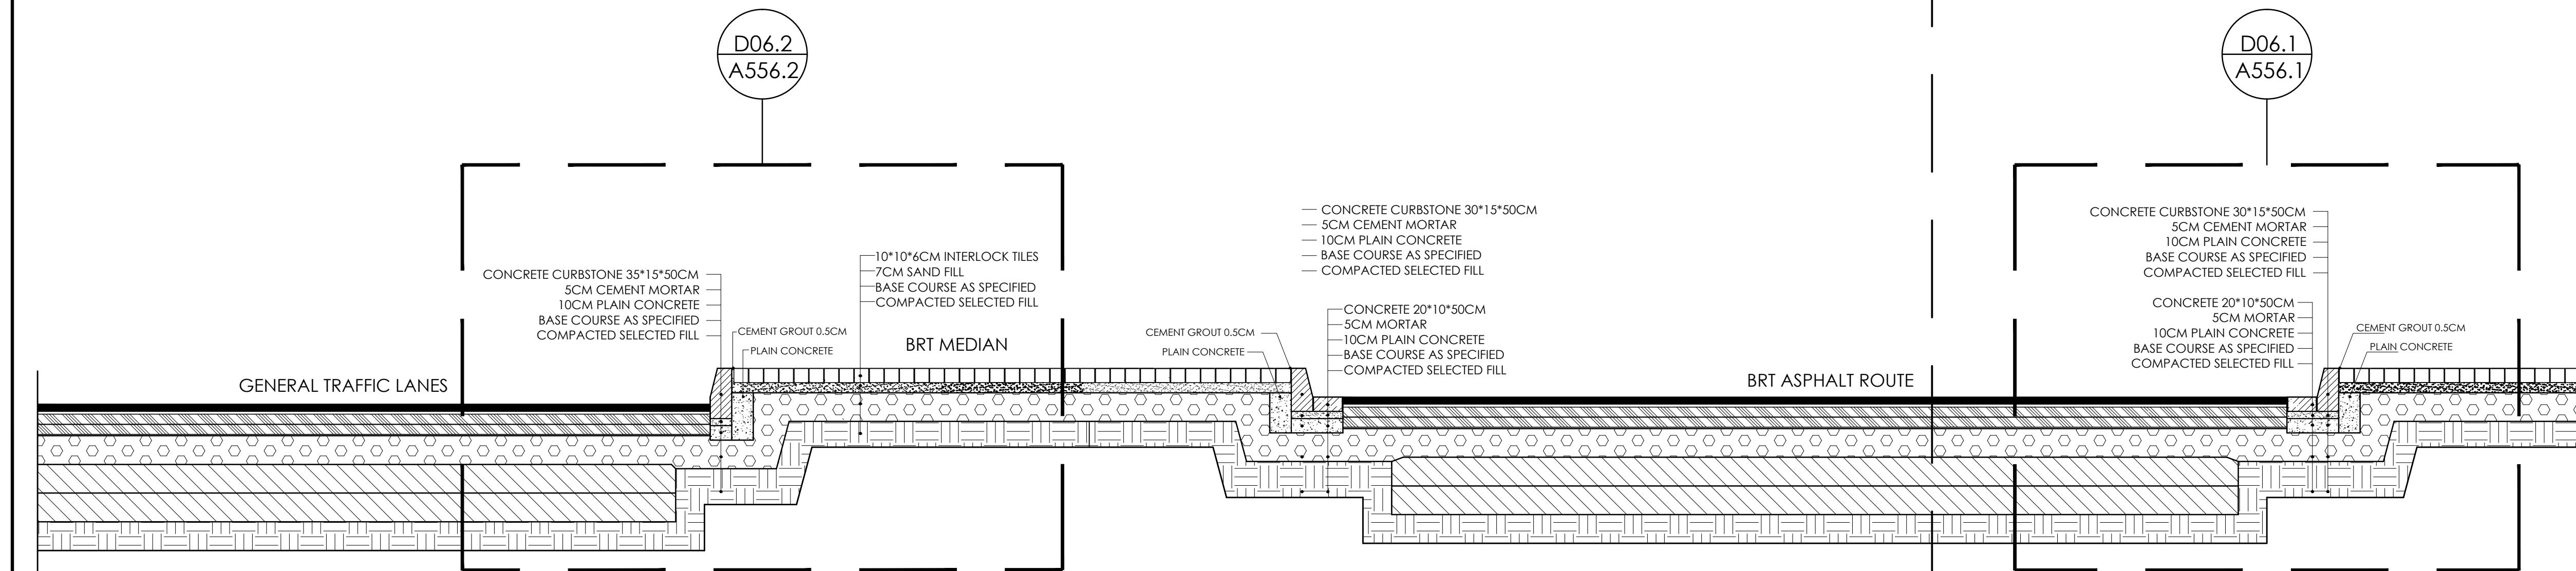 D06.2
A556.2
D06.1
A556.1
CONCRETE CURBSTONE 35*15*50CM
5CM CEMENT MORTAR
10CM PLAIN CONCRETE
BASE COURSE AS SPECIFIED
COMPACTED SELECTED FILL
10*10*6CM INTERLOCK TILES
7CM SAND FILL
BASE COURSE AS SPECIFIED
COMPACTED SELECTED FILL
CEMENT GROUT 0.5CM
PLAIN CONCRETE
BRT MEDIAN
GENERAL TRAFFIC LANES
CONCRETE CURBSTONE 30*15*50CM
5CM CEMENT MORTAR
10CM PLAIN CONCRETE
BASE COURSE AS SPECIFIED
COMPACTED SELECTED FILL
CEMENT GROUT 0.5CM
PLAIN CONCRETE
CONCRETE 20*10*50CM
5CM MORTAR
10CM PLAIN CONCRETE
BASE COURSE AS SPECIFIED
COMPACTED SELECTED FILL
BRT ASPHALT ROUTE
CONCRETE CURBSTONE 30*15*50CM
5CM CEMENT MORTAR
10CM PLAIN CONCRETE
BASE COURSE AS SPECIFIED
COMPACTED SELECTED FILL
CONCRETE 20*10*50CM
5CM MORTAR
10CM PLAIN CONCRETE
BASE COURSE AS SPECIFIED
COMPACTED SELECTED FILL
CEMENT GROUT 0.5CM
PLAIN CONCRETE